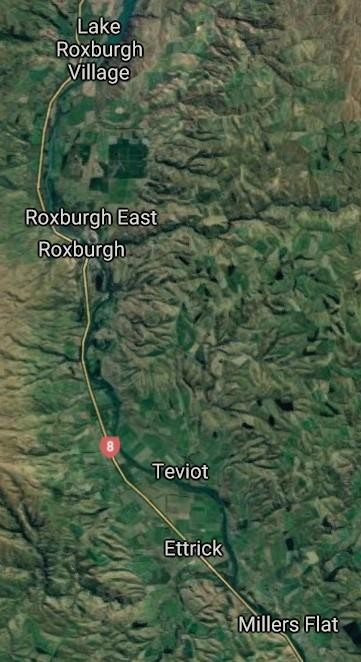 Lake
Roxburgh
Village
Roxburgh East
Roxburgh
8
Teviot
Ettrick
Millers Flat